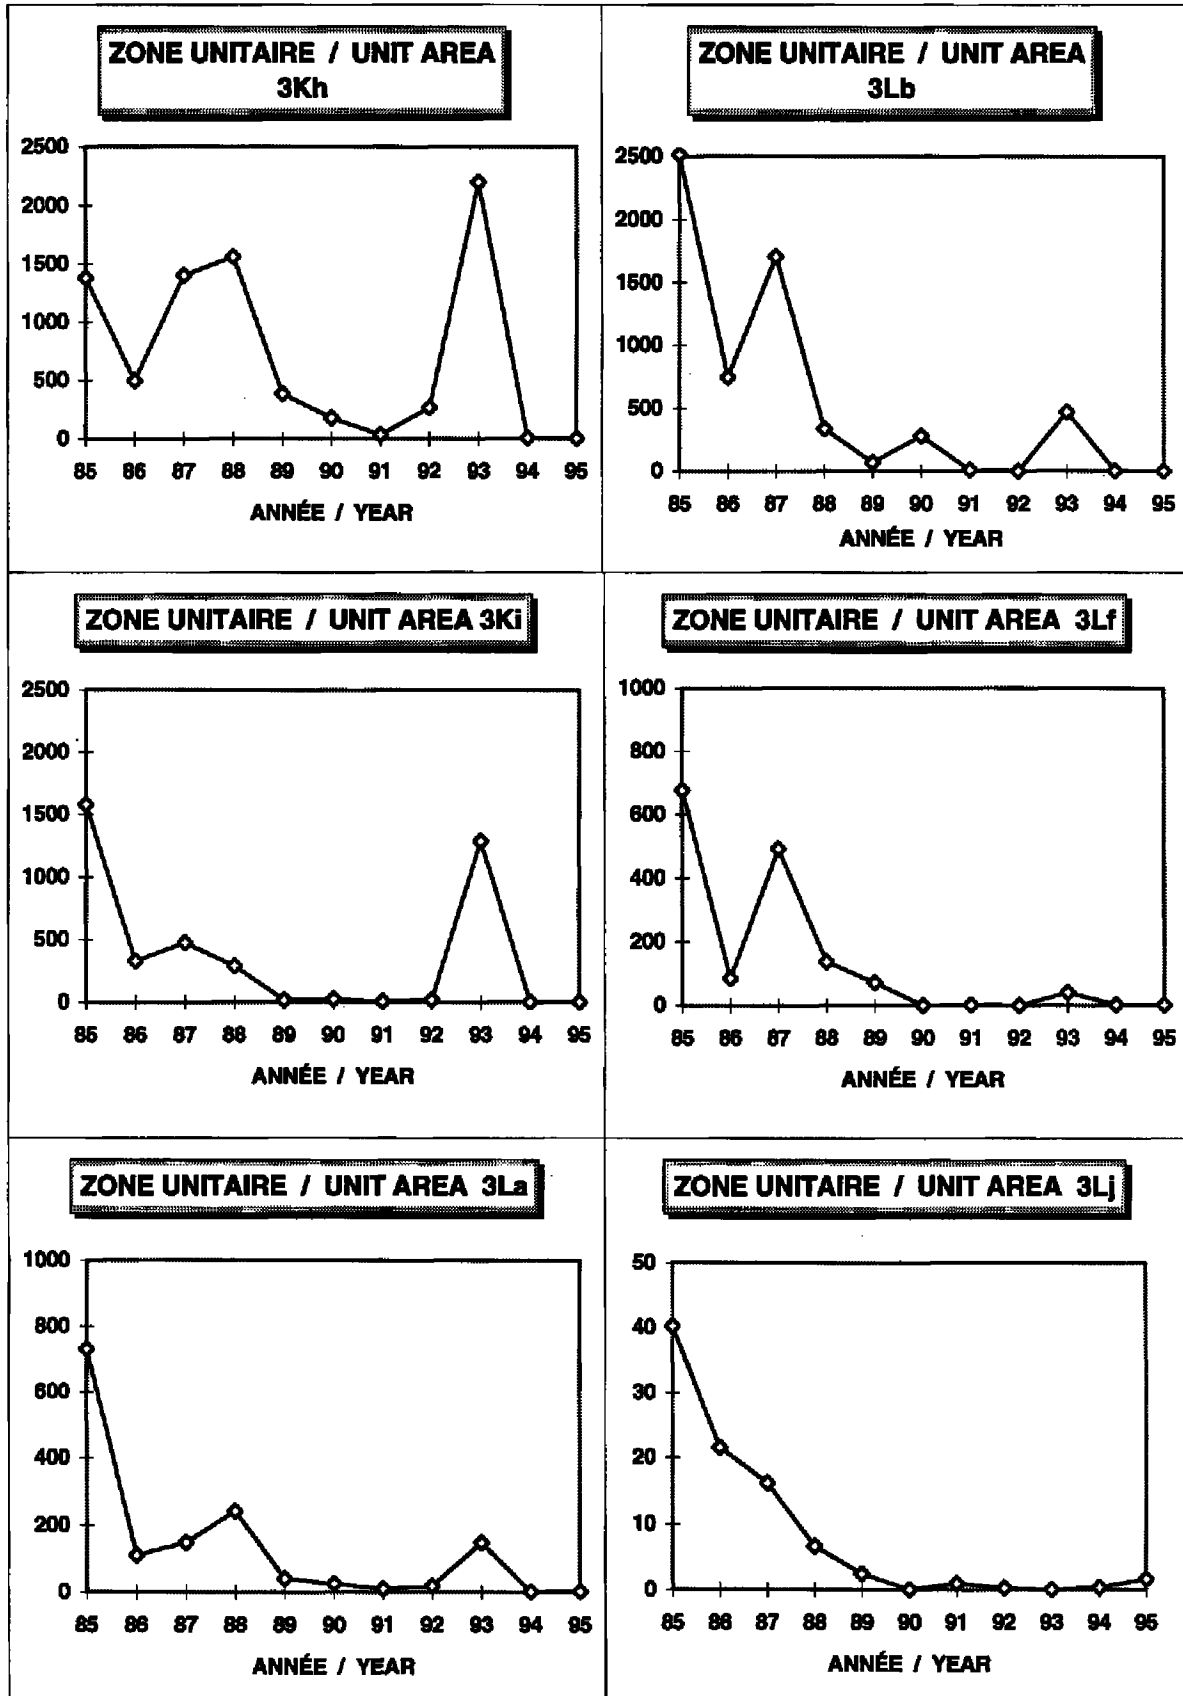 ZONE UNITAIRE / UNIT AREA
3Kh
2500
2000
1500
1000
500
0
85 86 87 88 89 90 91 92 93 94 95
ANNÉE / YEAR
ZONE UNITAIRE / UNIT AREA
3Lb
2500
2000
1500
1000
500
0
85 86 87 88 89 90 91 92 93 94 95
ANNÉE / YEAR
ZONE UNITAIRE / UNIT AREA 3Ki
2500
2000
1500
1000
500
0
85 86 87 88 89 90 91 92 93 94 95
ANNÉE / YEAR
ZONE UNITAIRE / UNIT AREA 3Lf
1000
800
600
400
200
0
85 86 87 88 89 90 91 92 93 94 95
ANNÉE / YEAR
ZONE UNITAIRE / UNIT AREA 3La
1000
800
600
400
200
0
85 86 87 88 89 90 91 92 93 94 95
ANNÉE / YEAR
ZONE UNITAIRE / UNIT AREA 3Lj
50
40
30
20
10
0
85 86 87 88 89 90 91 92 93 94 95
ANNÉE / YEAR